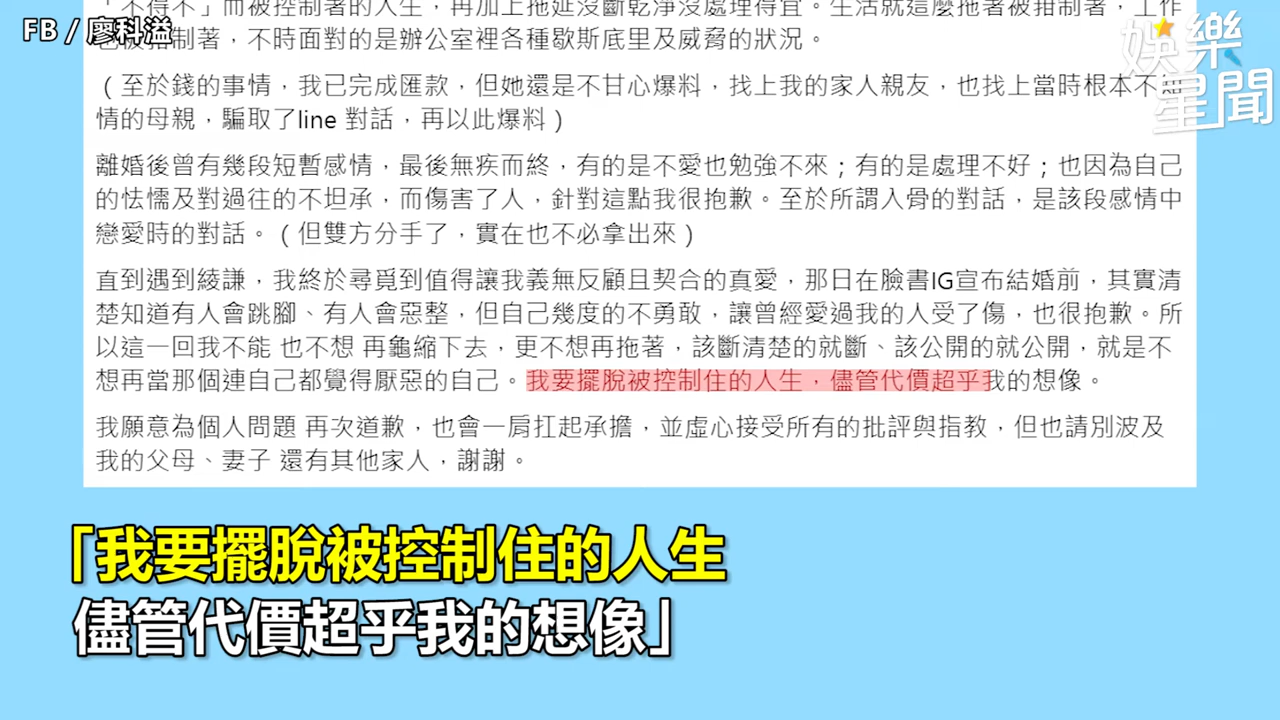 「不得不」而被控制著的人生，再加上拖延沒斷乾淨沒處理得宜。生活就這麼拖著被箝制著，工作
FB / 廖科溢
制著，不時面對的是辦公室裡各種歇斯底里及威脅的狀況。
娛樂星聞
（至於錢的事情，我已完成匯款，但她還是不甘心爆料，找上我的家人親友，也找上當時根本不知
情的母親，騙取了line 對話，再以此爆料）
離婚後曾有幾段短暫感情，最後無疾而終，有的是不愛也勉強不來；有的是處理不好；也因為自己
的怯懦及對過往的不坦承，而傷害了人，針對這點我很抱歉。至於所謂入骨的對話，是該段感情中
戀愛時的對話。（但雙方分手了，實在也不必拿出來）
直到遇到綾謙，我終於尋覓到值得讓我義無反顧且契合的真愛，那日在臉書IG宣布結婚前，其實清
楚知道有人會跳腳、有人會惡整，但自己幾度的不勇敢，讓曾經愛過我的人受了傷，也很抱歉。所
以這一回我不能 也不想 再龜縮下去，更不想再拖著，該斷清楚的就斷、該公開的就公開，就是不
想再當那個連自己都覺得厭惡的自己。我要擺脫被控制住的人生，儘管代價超乎我的想像。
我願意為個人問題 再次道歉，也會一肩扛起承擔，並虛心接受所有的批評與指教，但也請別波及
我的父母、妻子 還有其他家人，謝謝。
「我要擺脫被控制住的人生
儘管代價超乎我的想像」